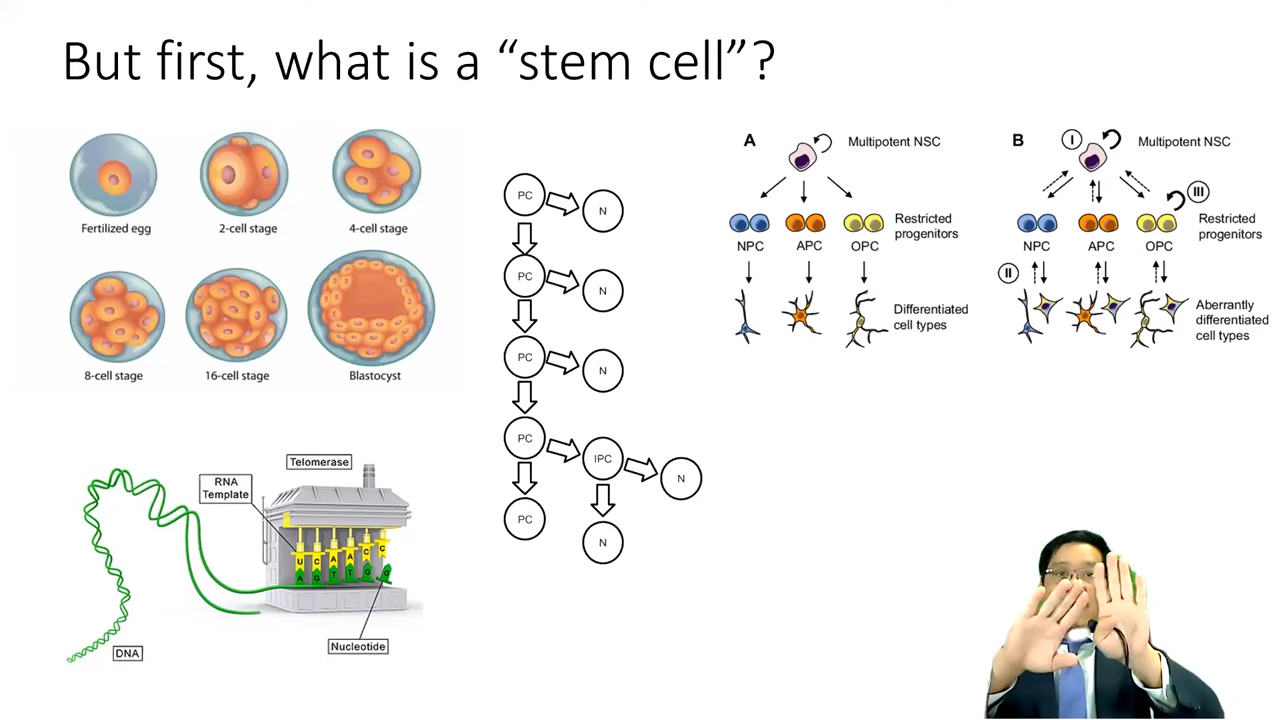 But first, what is a “stem cell”?
Fertilized egg
2-cell stage
4-cell stage
8-cell stage
16-cell stage
Blastocyst
Telomerase
RNA
Template
U C A A C C
A G T T G G
Nucleotide
DNA
PC
N
PC
N
PC
N
PC
IPC
N
PC
N
A
Multipotent NSC
Restricted
progenitors
NPC
APC
OPC
Differentiated
cell types
B
I
Multipotent NSC
III
Restricted
progenitors
NPC
APC
OPC
II
Aberrantly
differentiated
cell types